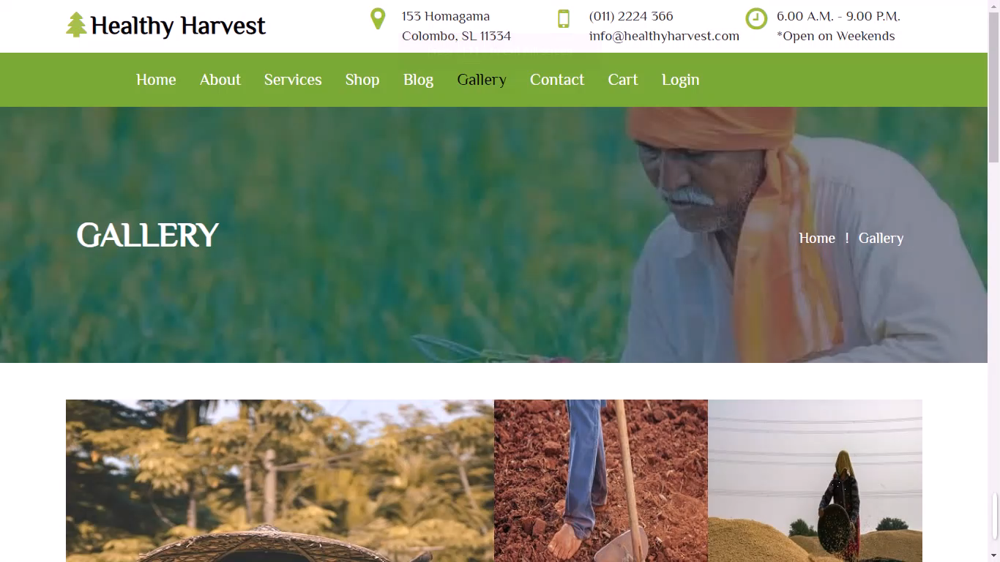 Healthy Harvest
153 Homagama
Colombo, SL 11334
(011) 2224 366
info@healthyharvest.com
6.00 A.M. - 9.00 P.M.
*Open on Weekends
Home About Services Shop Blog Gallery Contact Cart Login
GALLERY
Home ! Gallery